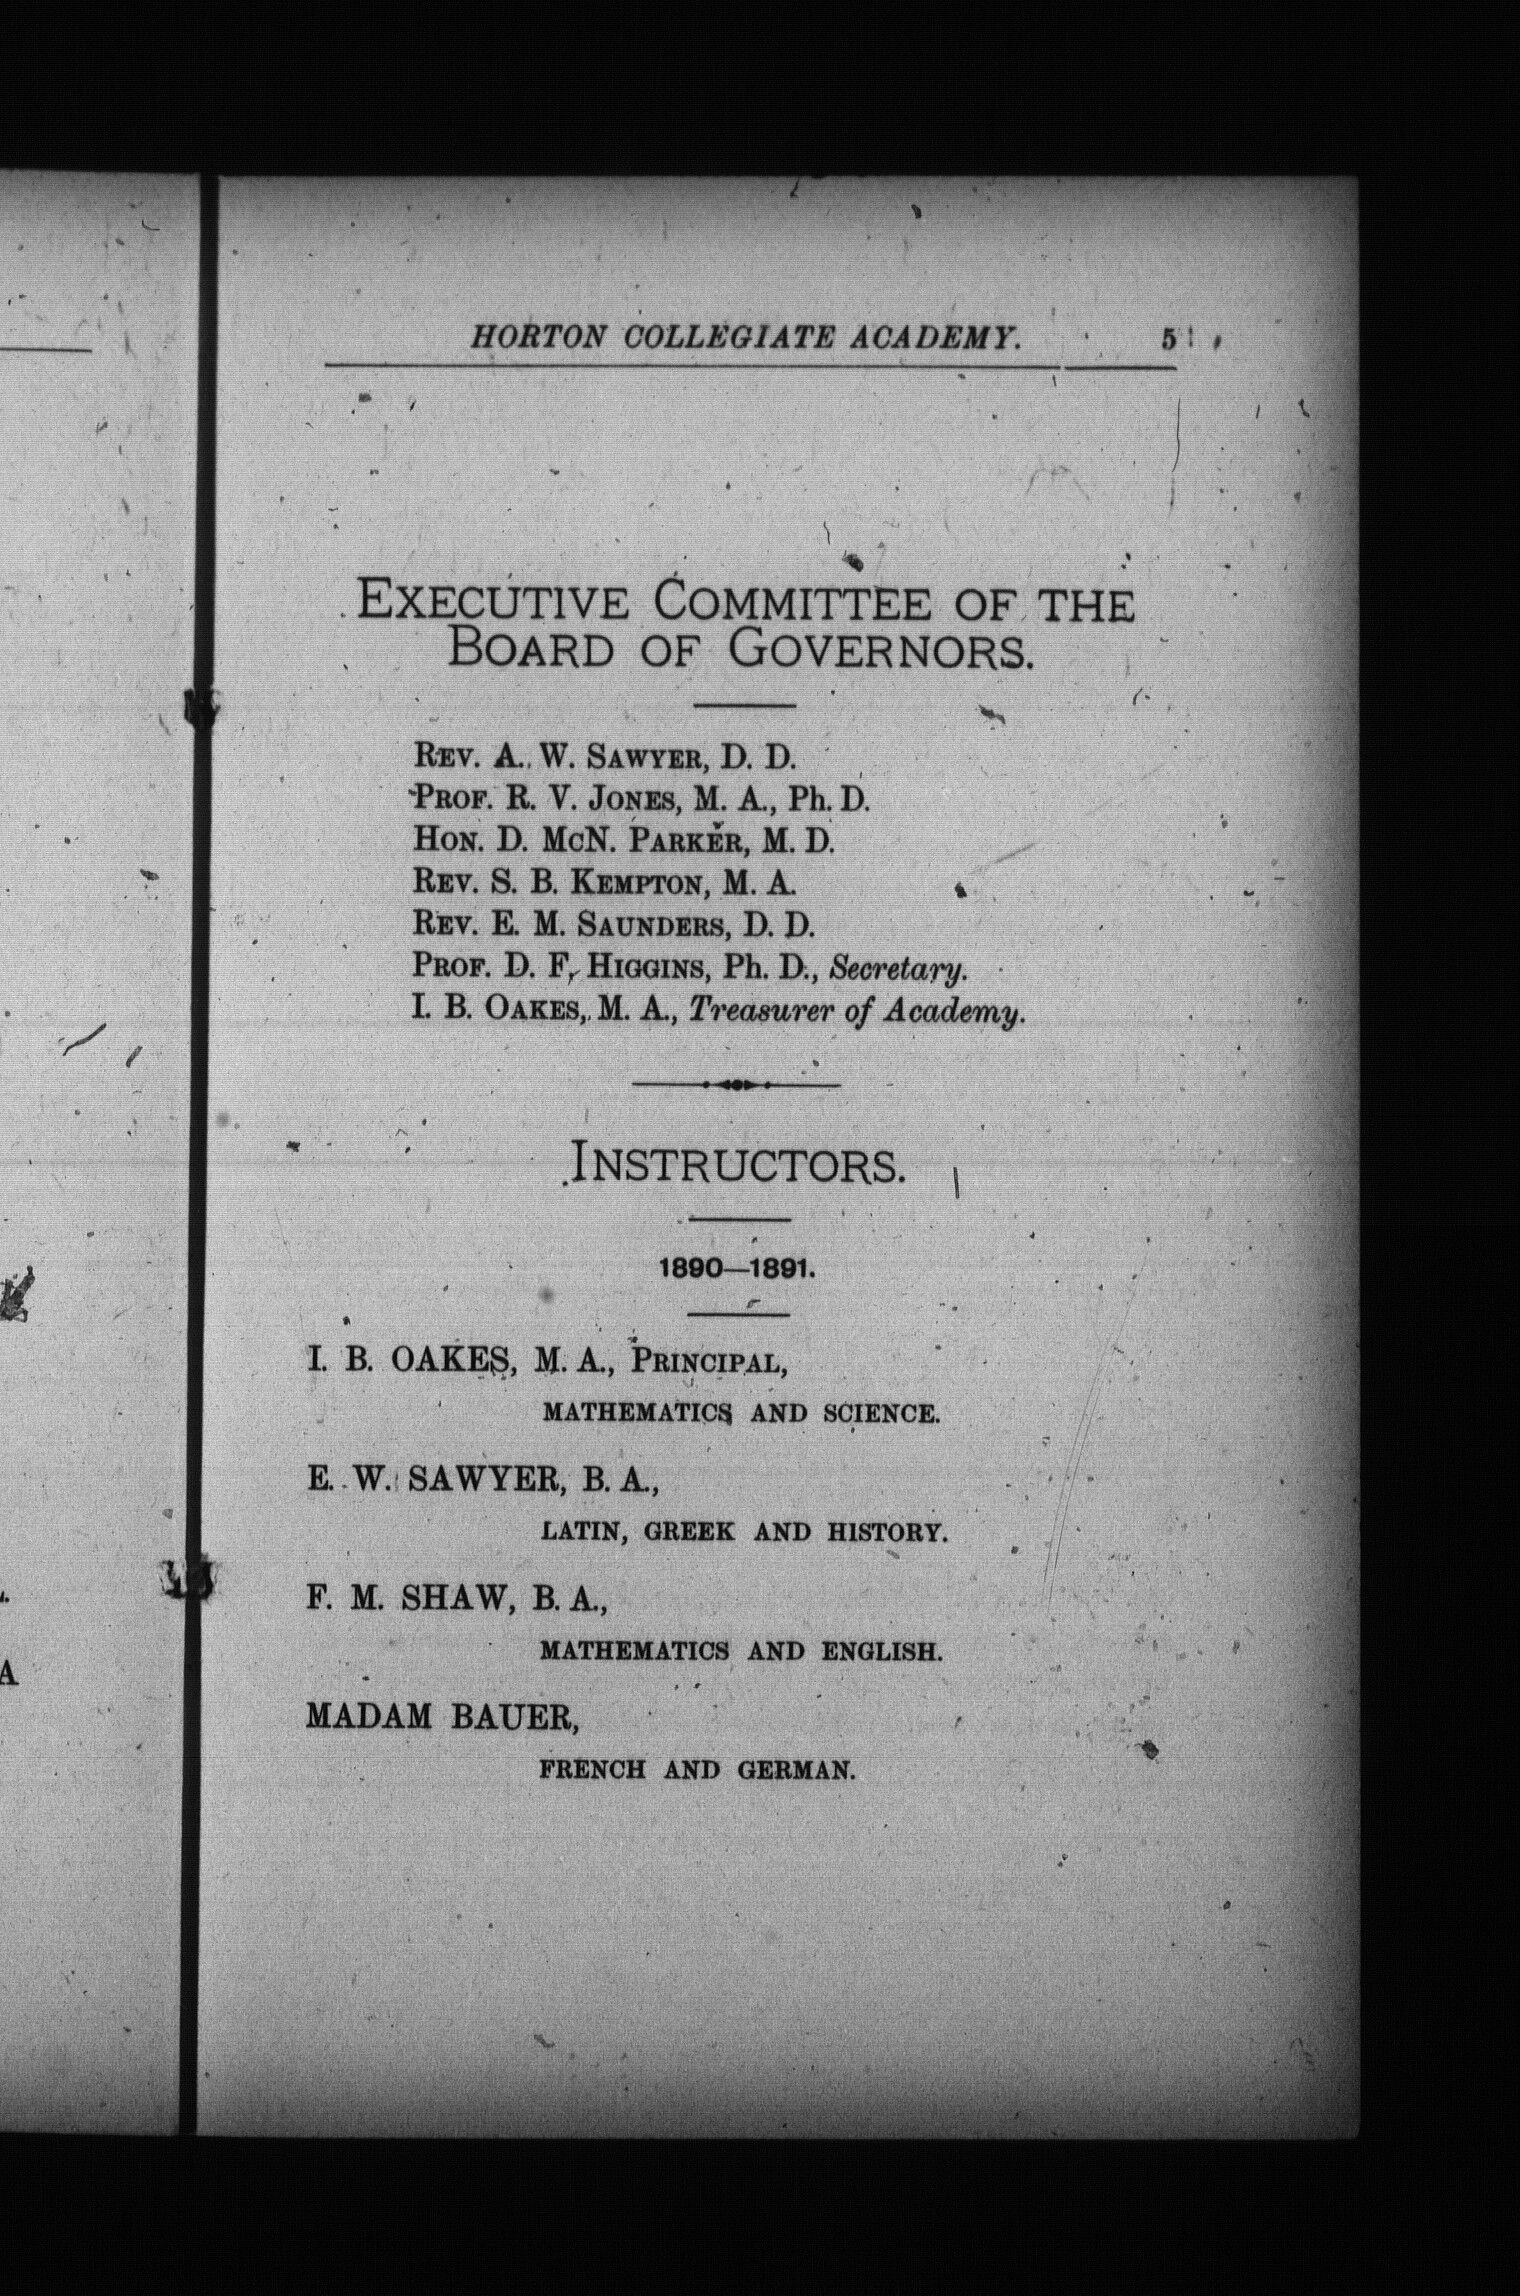 HORTON COLLEGIATE ACADEMY. 5
EXECUTIVE COMMITTEE OF THE
BOARD OF GOVERNORS.
REV. A. W. SAWYER, D. D.
PROF. R. V. JONES, M. A., Ph. D.
HON. D. MCN. PARKER, M. D.
REV. S. B. KEMPTON, M. A.
REV. E. M. SAUNDERS, D. D.
PROF. D. F. HIGGINS, Ph. D., Secretary.
I. B. OAKES, M. A., Treasurer of Academy.
INSTRUCTORS.
1890—1891.
I. B. OAKES, M. A., PRINCIPAL,
MATHEMATICS AND SCIENCE.
E. W. SAWYER, B. A.,
LATIN, GREEK AND HISTORY.
F. M. SHAW, B. A.,
MATHEMATICS AND ENGLISH.
MADAM BAUER,
FRENCH AND GERMAN.